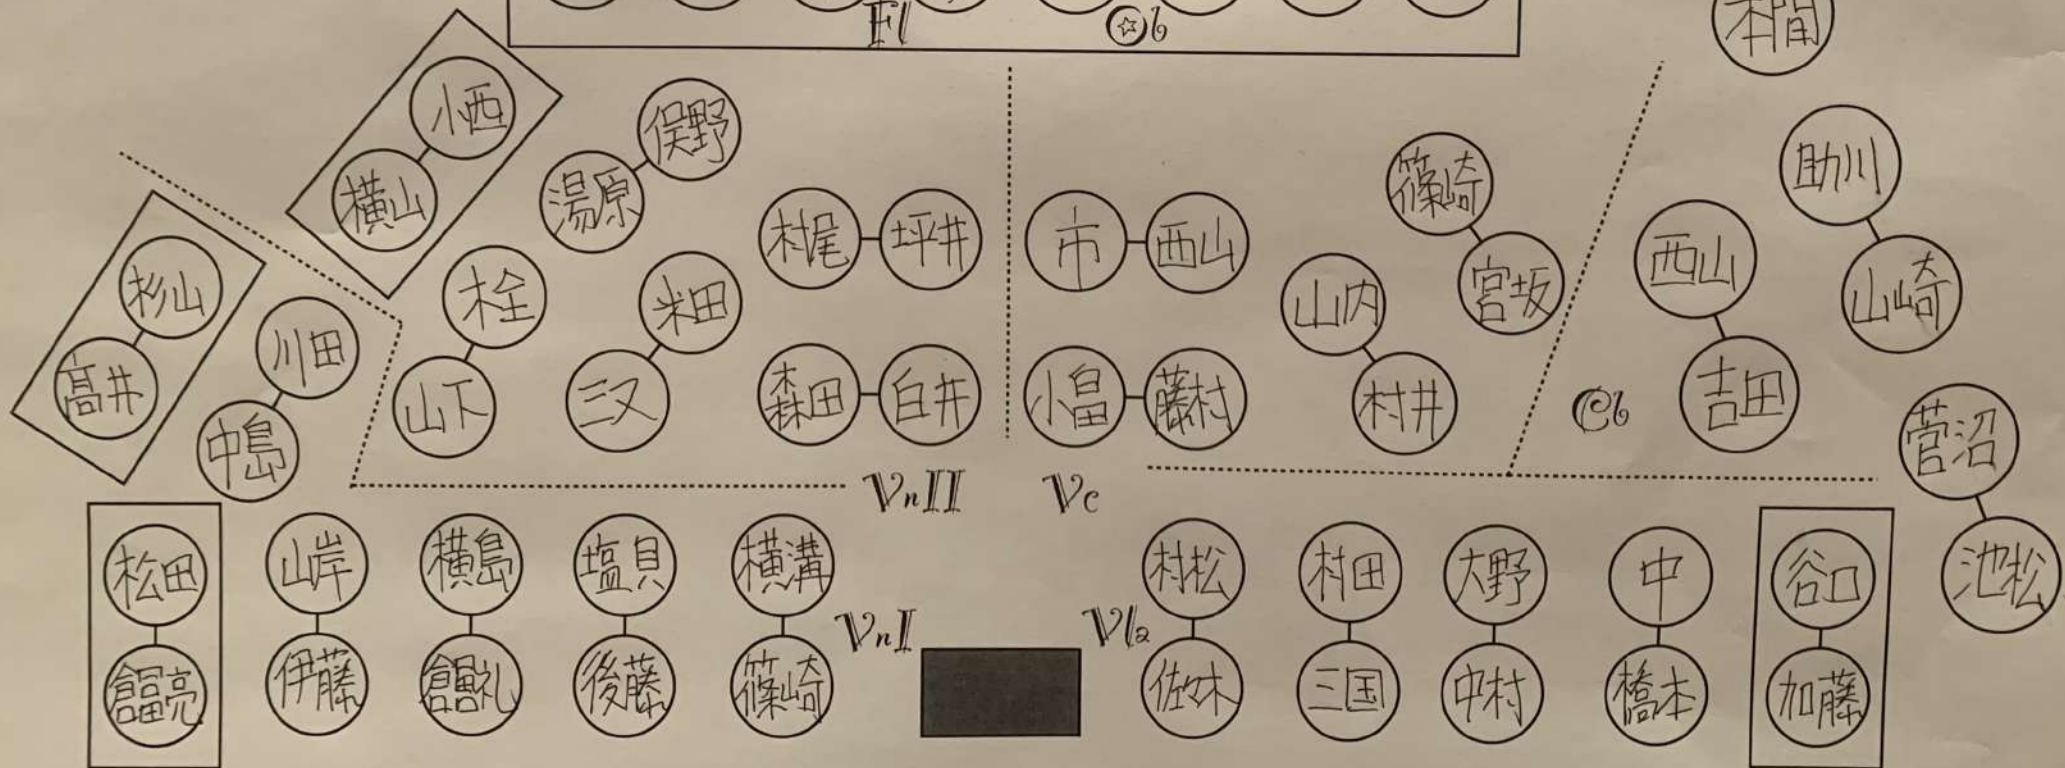 Fl Ob
本間
小西 横山
俣野 湯原
村尾 坪井
市 西山
篠崎 宮坂
助川 山崎
杉山 高井
川田 中島
栓 山下
米田 三又
森田 白井
小畠 藤村
山内 村井
西山 吉田
Cb
菅沼 池松
VnII Vc
松田 山岸 横島 塩貝 横溝
村松 村田 大野 中 谷口
VnI Vla
伊藤 後藤 篠崎
佐々木 三国 中村 橋本 加藤